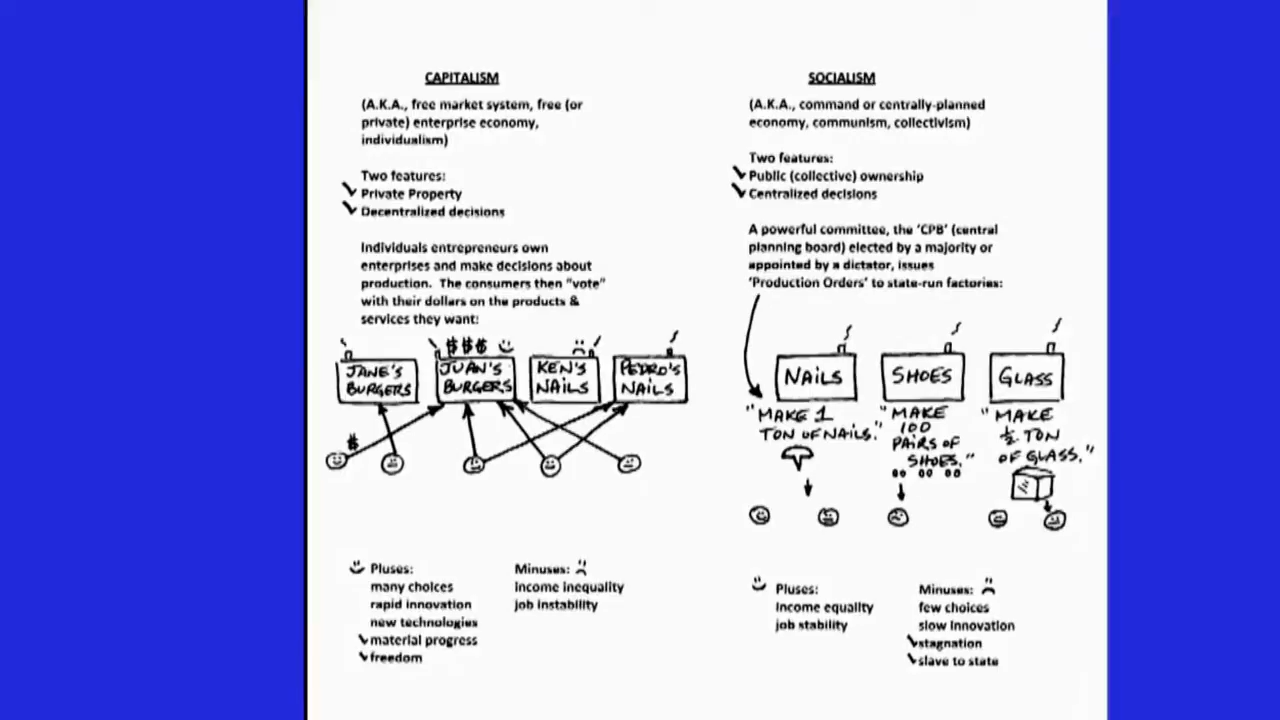 CAPITALISM
(A.K.A., free market system, free (or
private) enterprise economy,
individualism)
Two features:
Private Property
Decentralized decisions
Individuals entrepreneurs own
enterprises and make decisions about
production. The consumers then "vote"
with their dollars on the products &
services they want:
$$$
JANE'S
BURGERS
JUAN'S
BURGERS
KEN'S
NAILS
PEDRO'S
NAILS
$
Pluses:
many choices
rapid innovation
new technologies
material progress
freedom
Minuses:
income inequality
job instability
SOCIALISM
(A.K.A., command or centrally-planned
economy, communism, collectivism)
Two features:
Public (collective) ownership
Centralized decisions
A powerful committee, the 'CPB' (central
planning board) elected by a majority or
appointed by a dictator, issues
'Production Orders' to state-run factories:
NAILS
SHOES
GLASS
"MAKE 1
TON OF NAILS."
"MAKE
100
PAIRS OF
SHOES."
"MAKE
½ TON
OF GLASS."
Pluses:
income equality
job stability
Minuses:
few choices
slow innovation
stagnation
slave to state